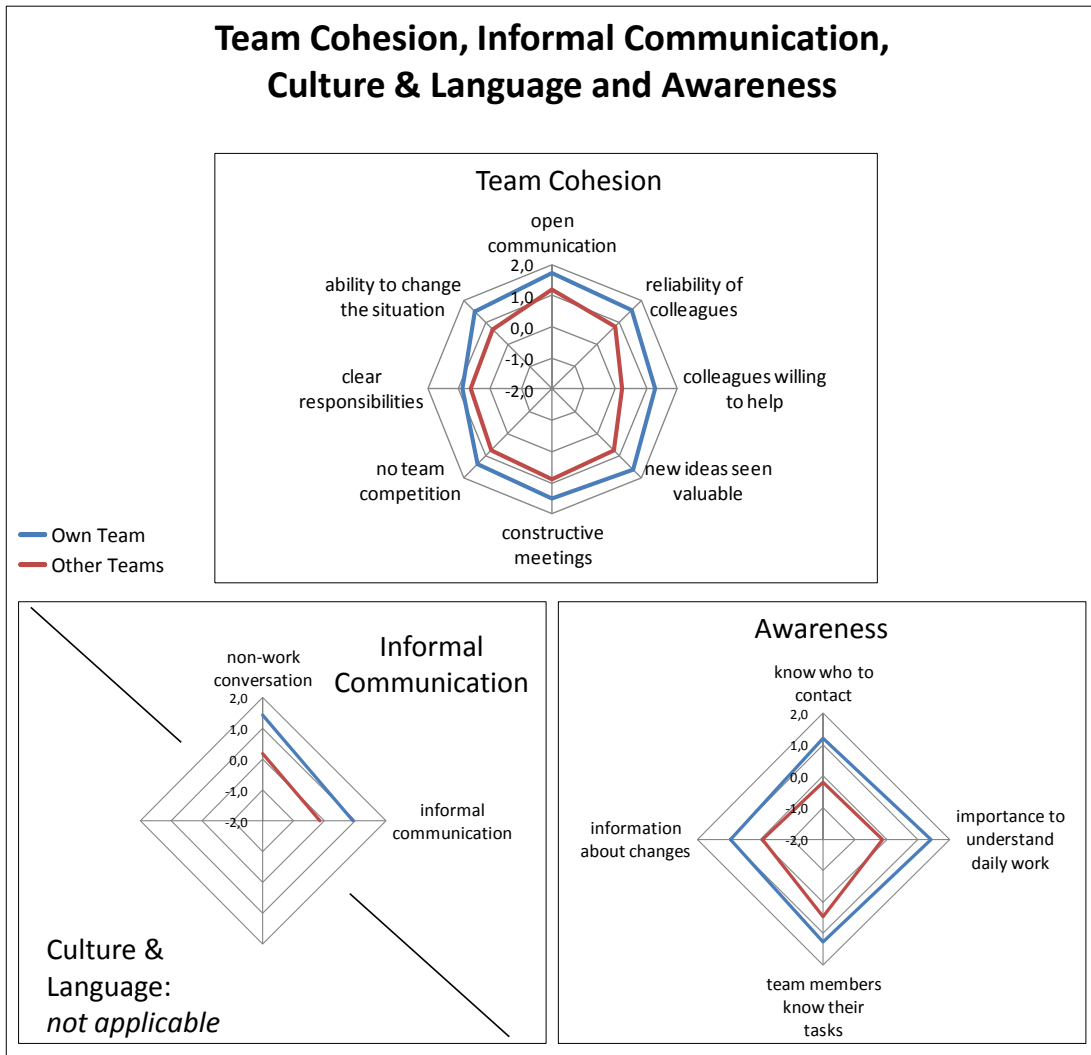 Team Cohesion, Informal Communication,
Culture & Language and Awareness
Team Cohesion
open
communication
reliability of
colleagues
colleagues willing
to help
new ideas seen
valuable
constructive
meetings
no team
competition
clear
responsibilities
ability to change
the situation
2,0
1,0
0,0
-1,0
-2,0
Own Team
Other Teams
Informal
Communication
non-work
conversation
2,0
1,0
0,0
-1,0
-2,0
informal
communication
Culture &
Language:
not applicable
Awareness
know who to
contact
2,0
1,0
0,0
-1,0
-2,0
importance to
understand
daily work
team members
know their
tasks
information
about changes